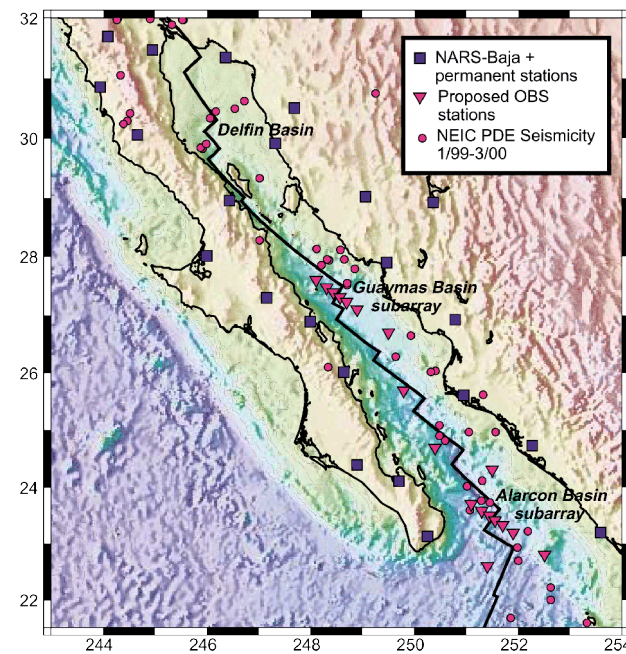 32
30
28
26
24
22
NARS-Baja +
permanent stations
Proposed OBS
stations
NEIC PDE Seismicity
1/99-3/00
Delfin Basin
Guaymas Basin
subarray
Alarcon Basin
subarray
244
246
248
250
252
254